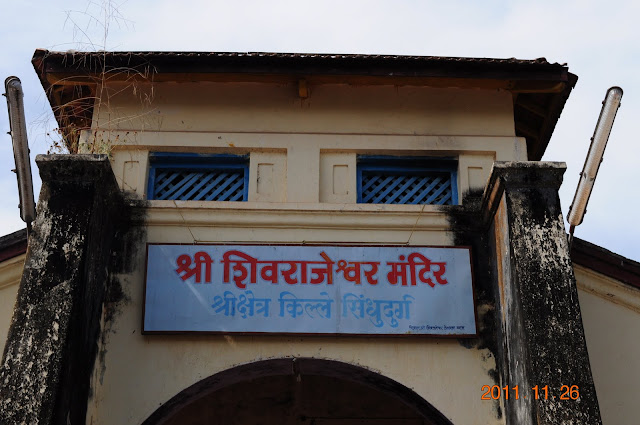 श्री शिवराजेश्वर मंदिर
श्रीक्षेत्र किल्ले सिंधुदुर्ग
2011 11 26